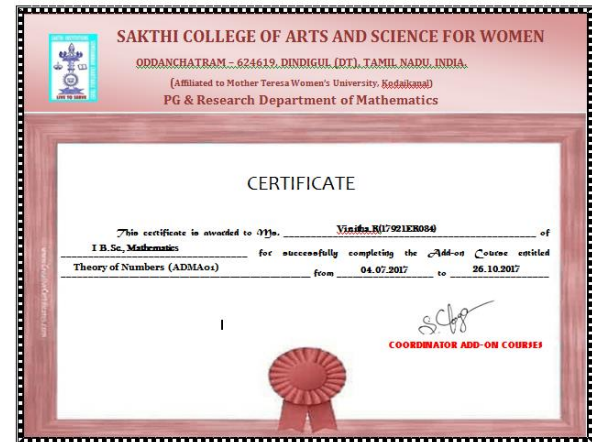 SAKTHI COLLEGE OF ARTS AND SCIENCE FOR WOMEN
ODDANCHATRAM – 624619, DINDIGUL (DT), TAMIL NADU, INDIA.
(Affiliated to Mother Teresa Women's University, Kodaikanal)
PG & Research Department of Mathematics
LIVE TO SERVE
CERTIFICATE
This certificate is awarded to Ms. Vinitha.R(17921ER084) of
I B.Sc., Mathematics for successfully completing the Add-on Course entitled
Theory of Numbers (ADMA01) from 04.07.2017 to 26.10.2017
COORDINATOR ADD-ON COURSES